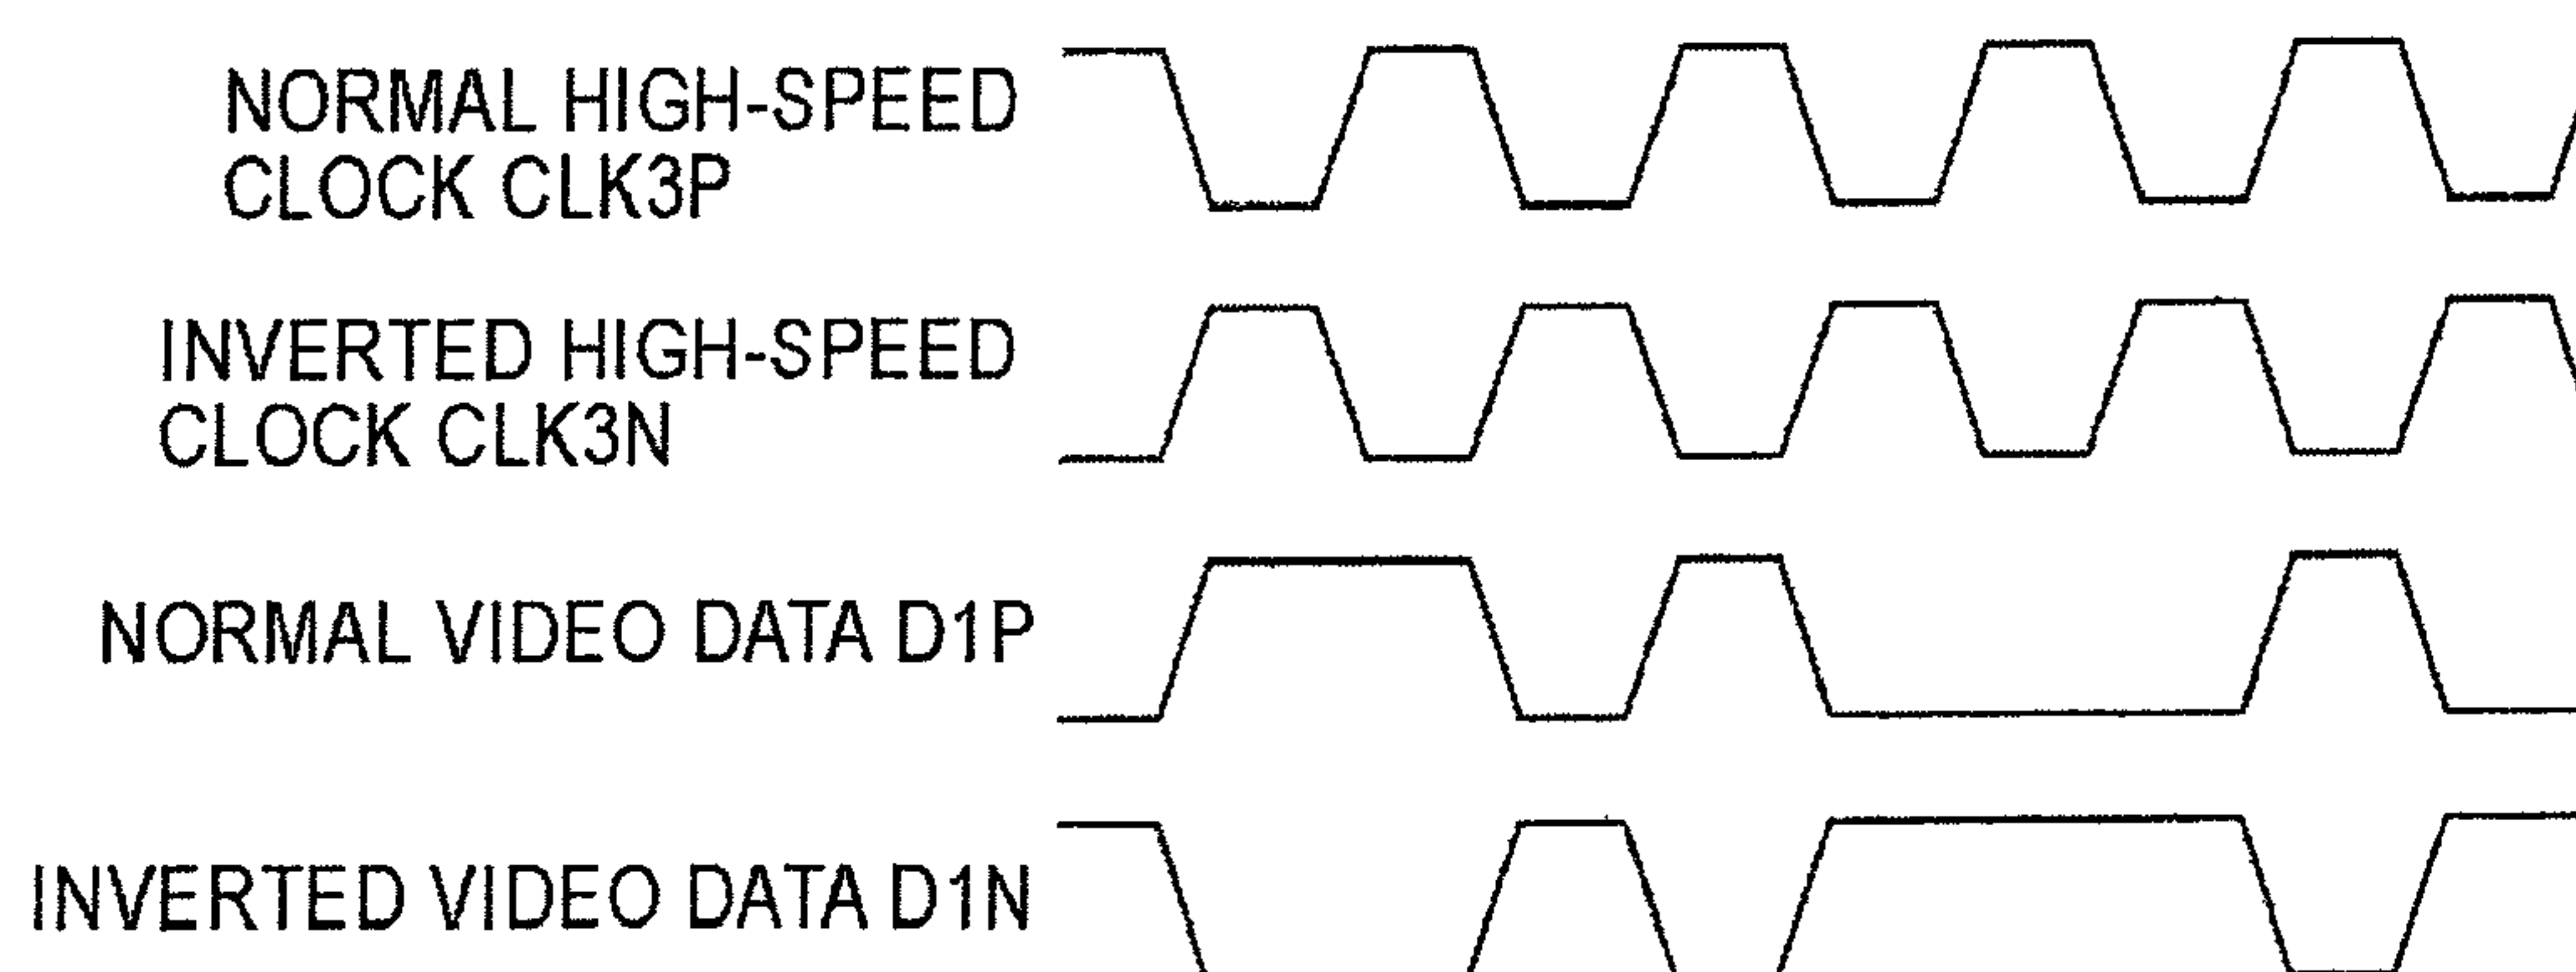 NORMAL HIGH-SPEED
CLOCK CLK3P
INVERTED HIGH-SPEED
CLOCK CLK3N
NORMAL VIDEO DATA D1P
INVERTED VIDEO DATA D1N